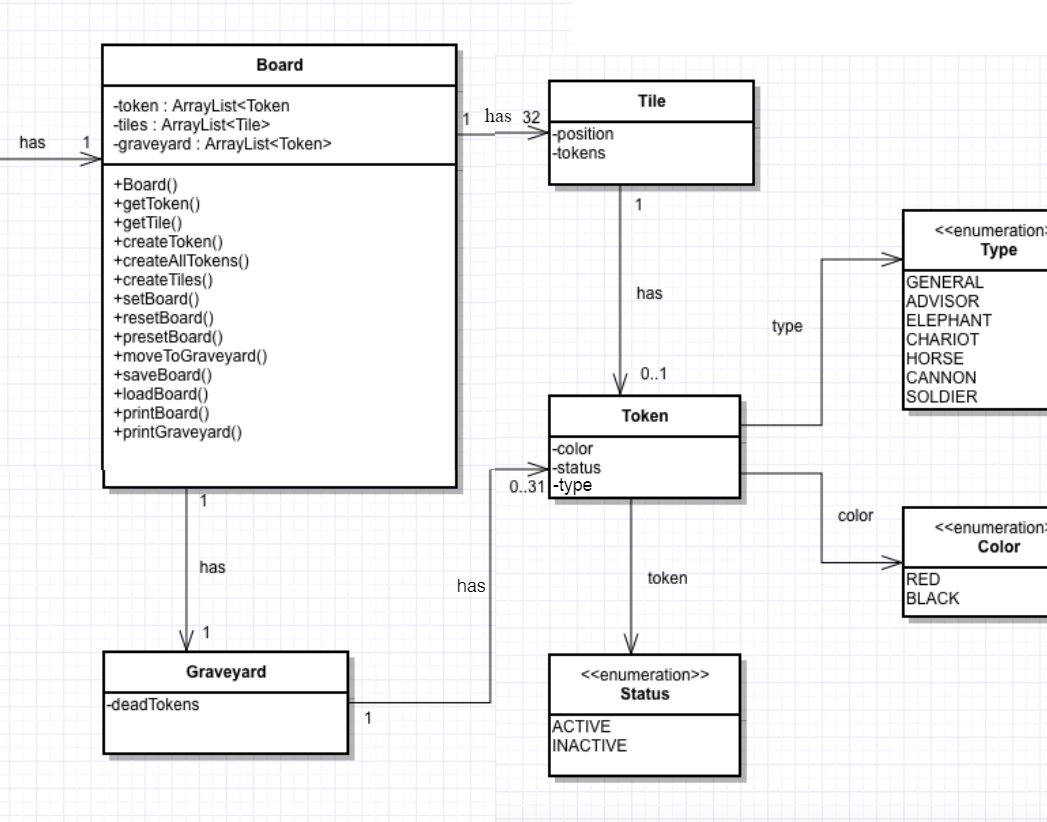 has
1
Board
-token : ArrayList<Token
-tiles : ArrayList<Tile>
-graveyard : ArrayList<Token>
+Board()
+getToken()
+getTile()
+createToken()
+createAllTokens()
+createTiles()
+setBoard()
+resetBoard()
+presetBoard()
+moveToGraveyard()
+saveBoard()
+loadBoard()
+printBoard()
+printGraveyard()
1
has
32
Tile
-position
-tokens
1
has
0..1
Token
-color
-status
-type
type
<<enumeration>
Type
GENERAL
ADVISOR
ELEPHANT
CHARIOT
HORSE
CANNON
SOLDIER
color
<<enumeration>
Color
RED
BLACK
token
<<enumeration>>
Status
ACTIVE
INACTIVE
1
has
1
Graveyard
-deadTokens
1
has
0..31